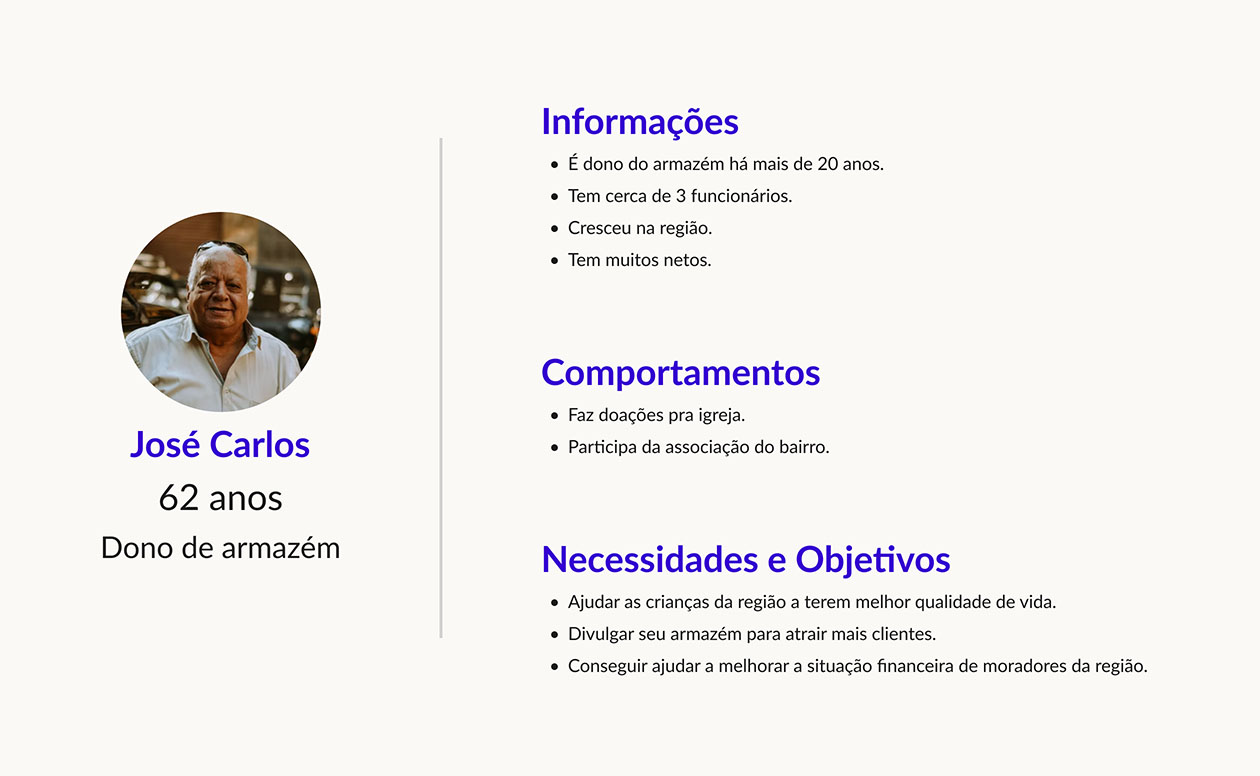 José Carlos
62 anos
Dono de armazém
Informações
• É dono do armazém há mais de 20 anos.
• Tem cerca de 3 funcionários.
• Cresceu na região.
• Tem muitos netos.
Comportamentos
• Faz doações pra igreja.
• Participa da associação do bairro.
Necessidades e Objetivos
• Ajudar as crianças da região a terem melhor qualidade de vida.
• Divulgar seu armazém para atrair mais clientes.
• Conseguir ajudar a melhorar a situação financeira de moradores da região.